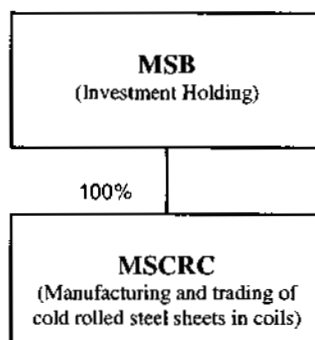 MSB
(Investment Holding)
100%
MSCRC
(Manufacturing and trading of
cold rolled steel sheets in coils)